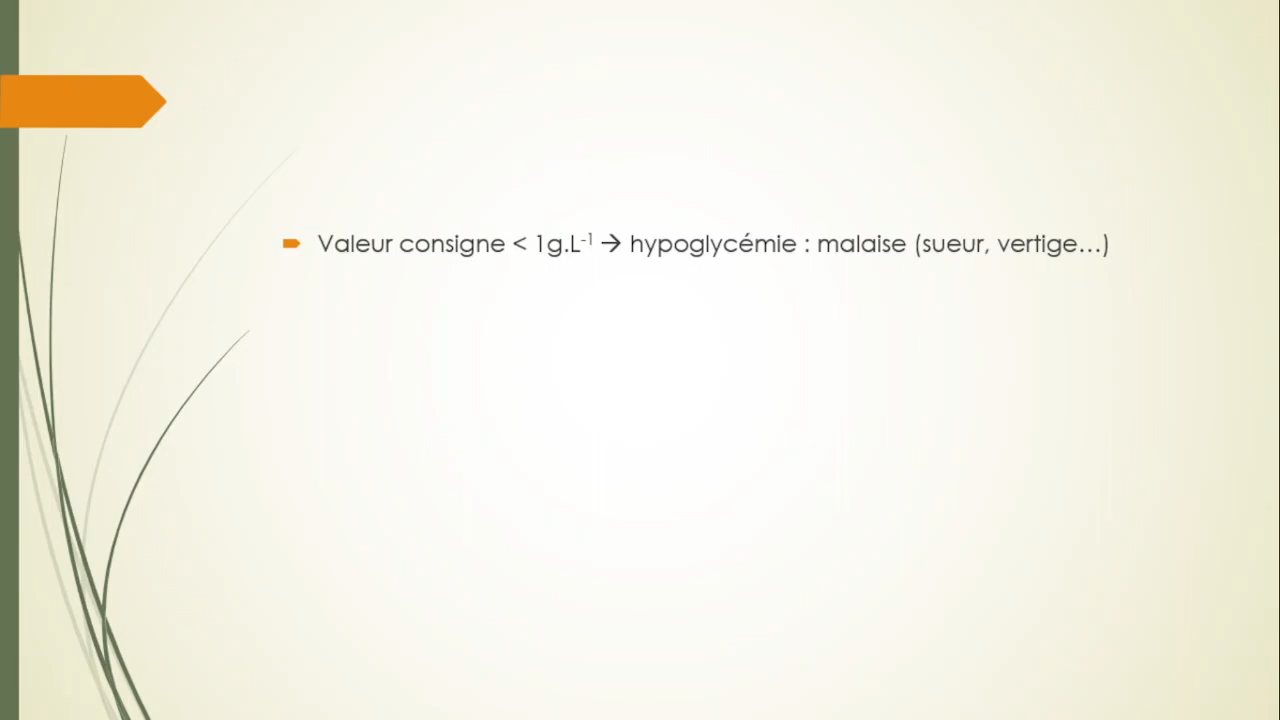 Valeur consigne < 1g.L⁻¹ → hypoglycémie : malaise (sueur, vertige…)